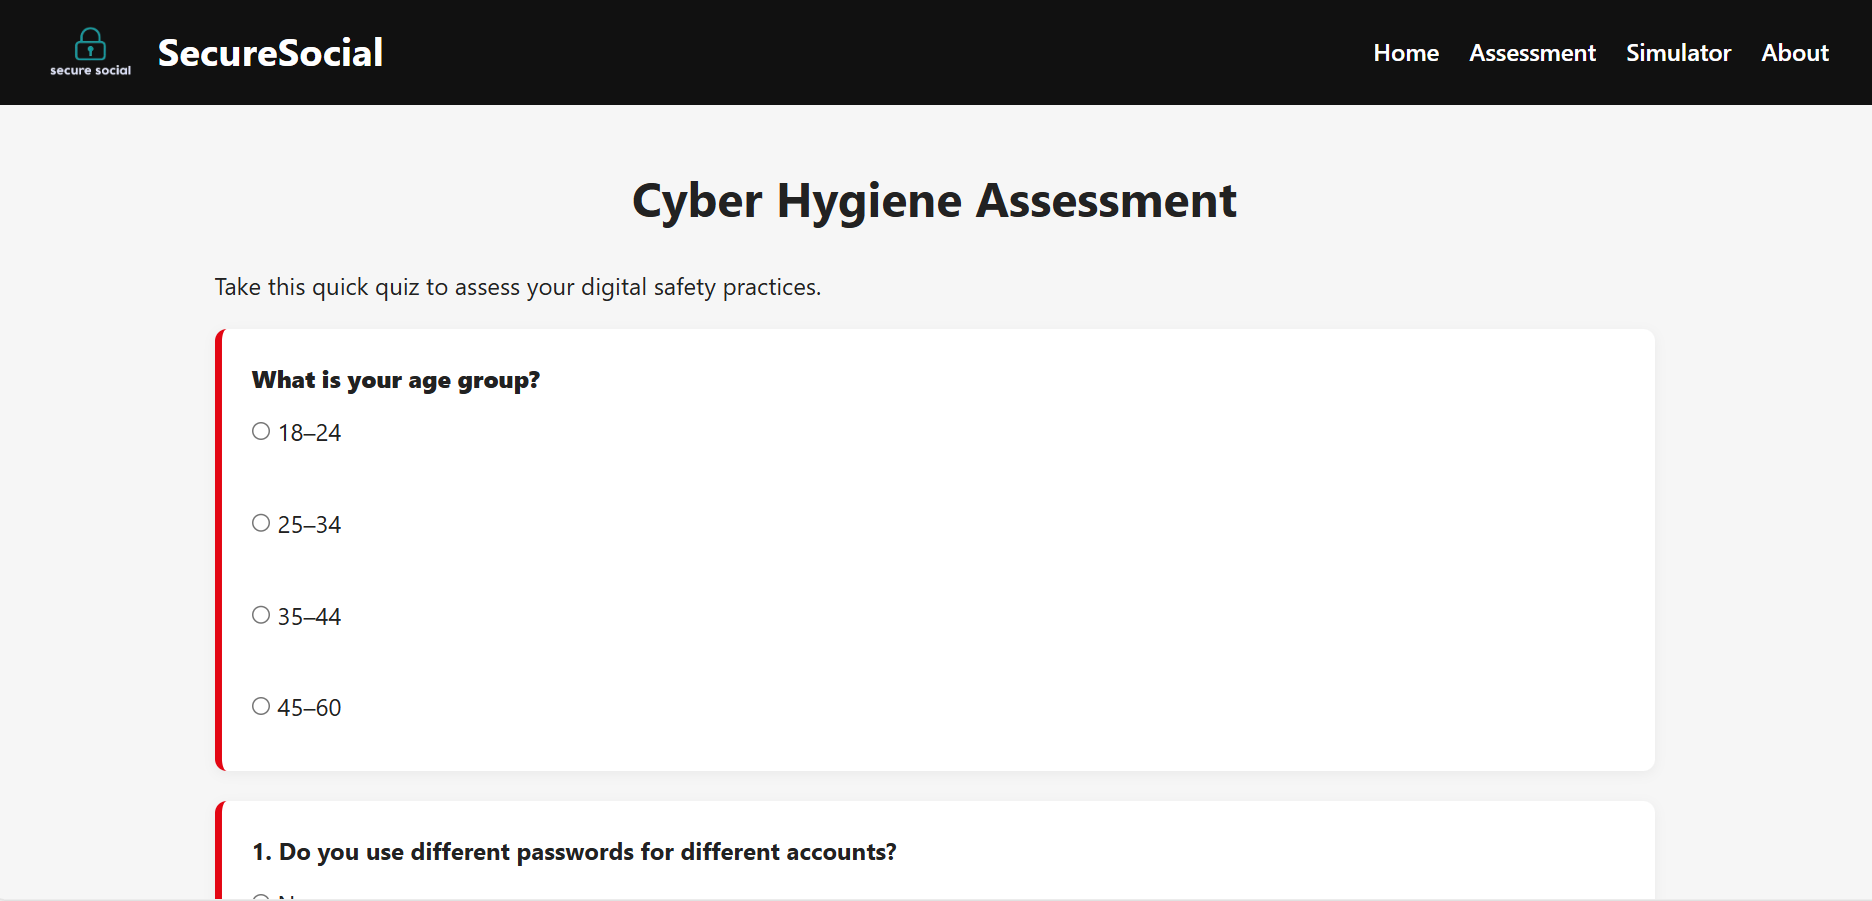 secure social
SecureSocial
Home Assessment Simulator About
Cyber Hygiene Assessment
Take this quick quiz to assess your digital safety practices.
What is your age group?
18–24
25–34
35–44
45–60
1. Do you use different passwords for different accounts?